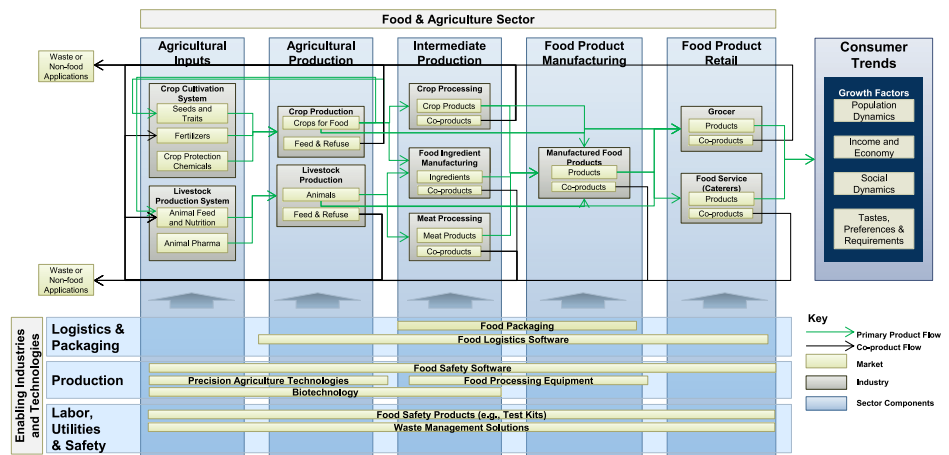 Food & Agriculture Sector
Agricultural
Inputs
Agricultural
Production
Intermediate
Production
Food Product
Manufacturing
Food Product
Retail
Consumer
Trends
Waste or
Non-food
Applications
Crop Cultivation
System
Seeds and
Traits
Fertilizers
Crop Protection
Chemicals
Livestock
Production System
Animal Feed
and Nutrition
Animal Pharma
Crop Production
Crops for Food
Feed & Refuse
Livestock
Production
Animals
Feed & Refuse
Crop Processing
Crop Products
Co-products
Food Ingredient
Manufacturing
Ingredients
Co-products
Meat Processing
Meat Products
Co-products
Manufactured Food
Products
Products
Co-products
Grocer
Products
Co-products
Food Service
(Caterers)
Products
Co-products
Growth Factors
Population
Dynamics
Income and
Economy
Social
Dynamics
Tastes,
Preferences &
Requirements
Waste or
Non-food
Applications
Enabling Industries
and Technologies
Logistics &
Packaging
Food Packaging
Food Logistics Software
Production
Food Safety Software
Precision Agriculture Technologies
Food Processing Equipment
Biotechnology
Labor,
Utilities
& Safety
Food Safety Products (e.g., Test Kits)
Waste Management Solutions
Key
Primary Product Flow
Co-product Flow
Market
Industry
Sector Components